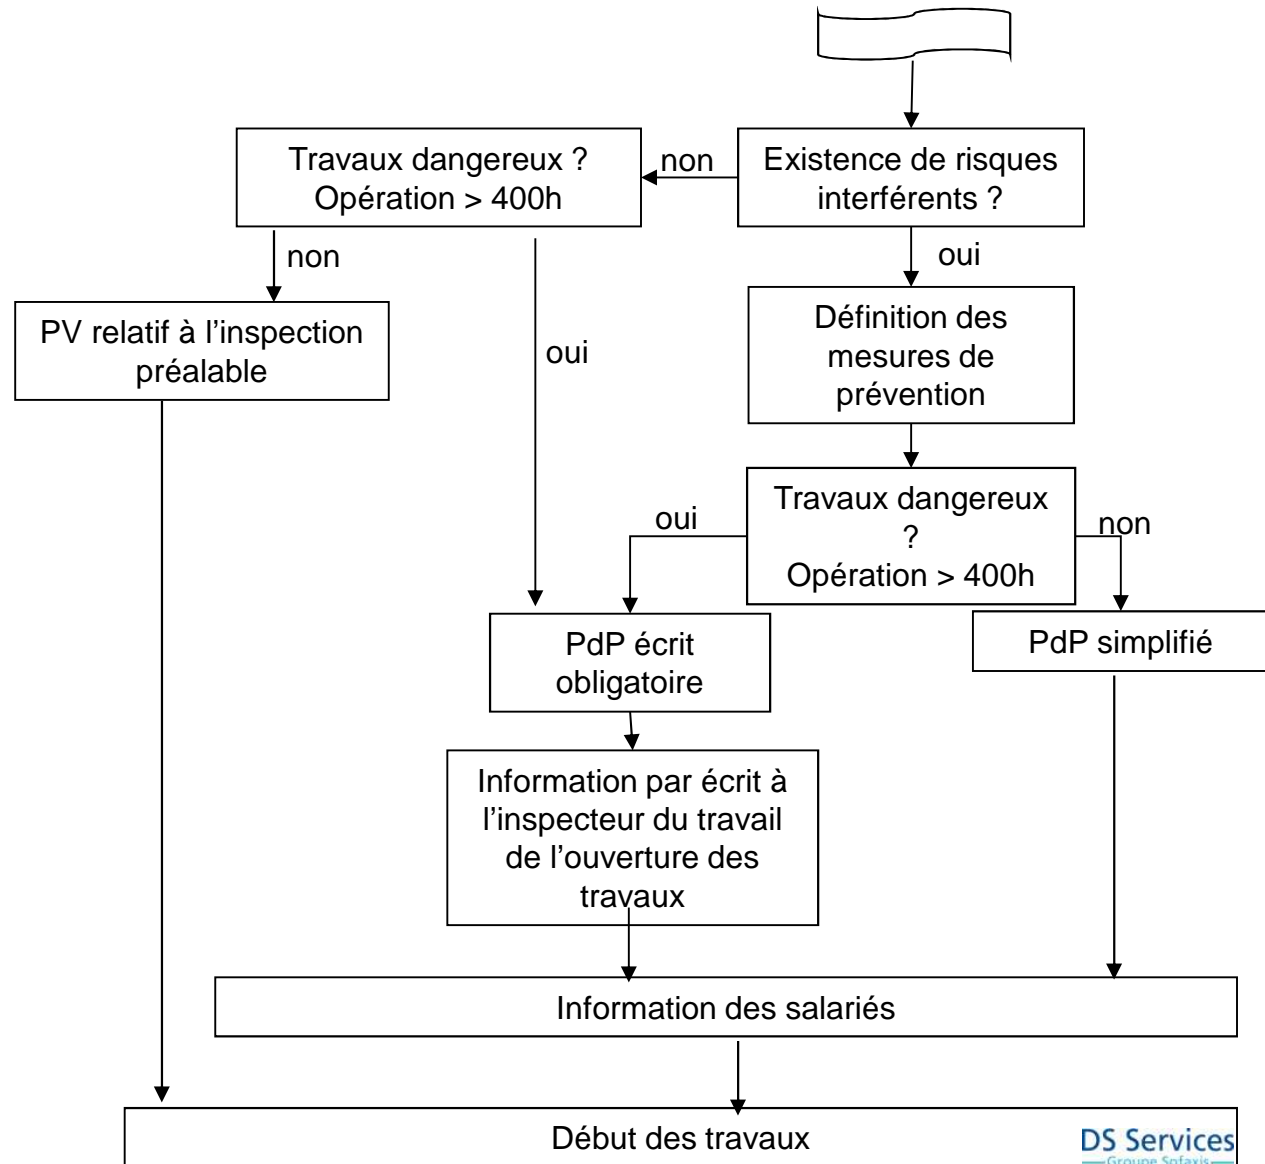 Travaux dangereux ?
Opération > 400h
non
Existence de risques
interférents ?
non
oui
PV relatif à l’inspection
préalable
oui
Définition des
mesures de
prévention
oui
Travaux dangereux
?
Opération > 400h
non
PdP écrit
obligatoire
PdP simplifié
Information par écrit à
l’inspecteur du travail
de l’ouverture des
travaux
Information des salariés
Début des travaux
DS Services
Groupe Sofaxis